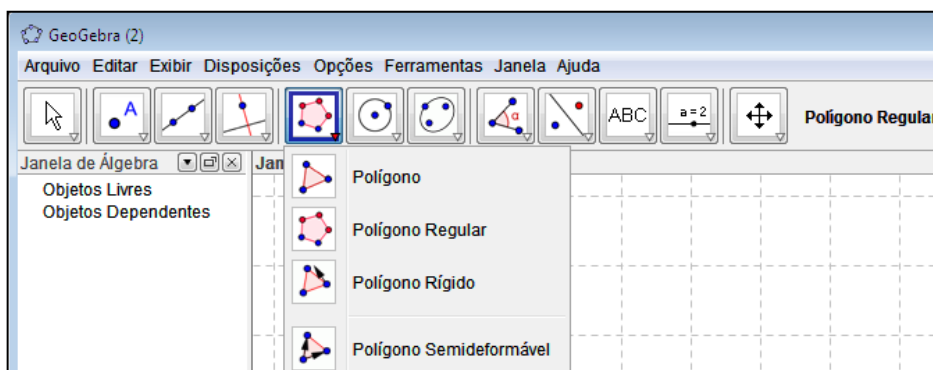 GeoGebra (2)
Arquivo Editar Exibir Disposições Opções Ferramentas Janela Ajuda
A α ABC a=2 Polígono Regular
Janela de Álgebra Jan
Objetos Livres
Objetos Dependentes
Polígono
Polígono Regular
Polígono Rígido
Polígono Semideformável